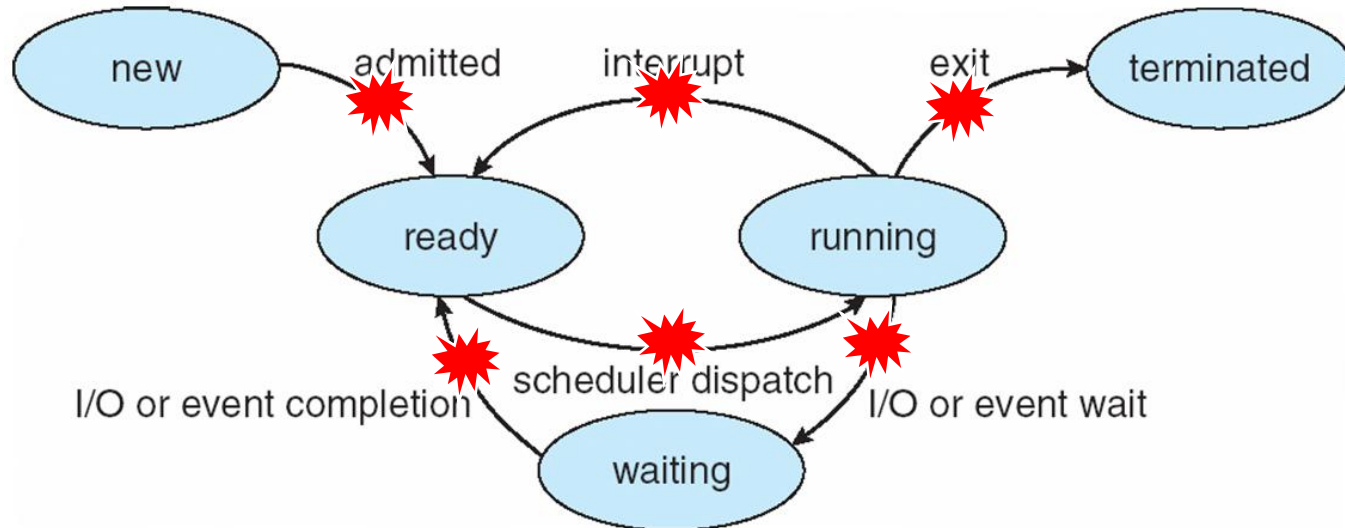 new
admitted
interrupt
exit
terminated
ready
running
scheduler dispatch
I/O or event completion
I/O or event wait
waiting